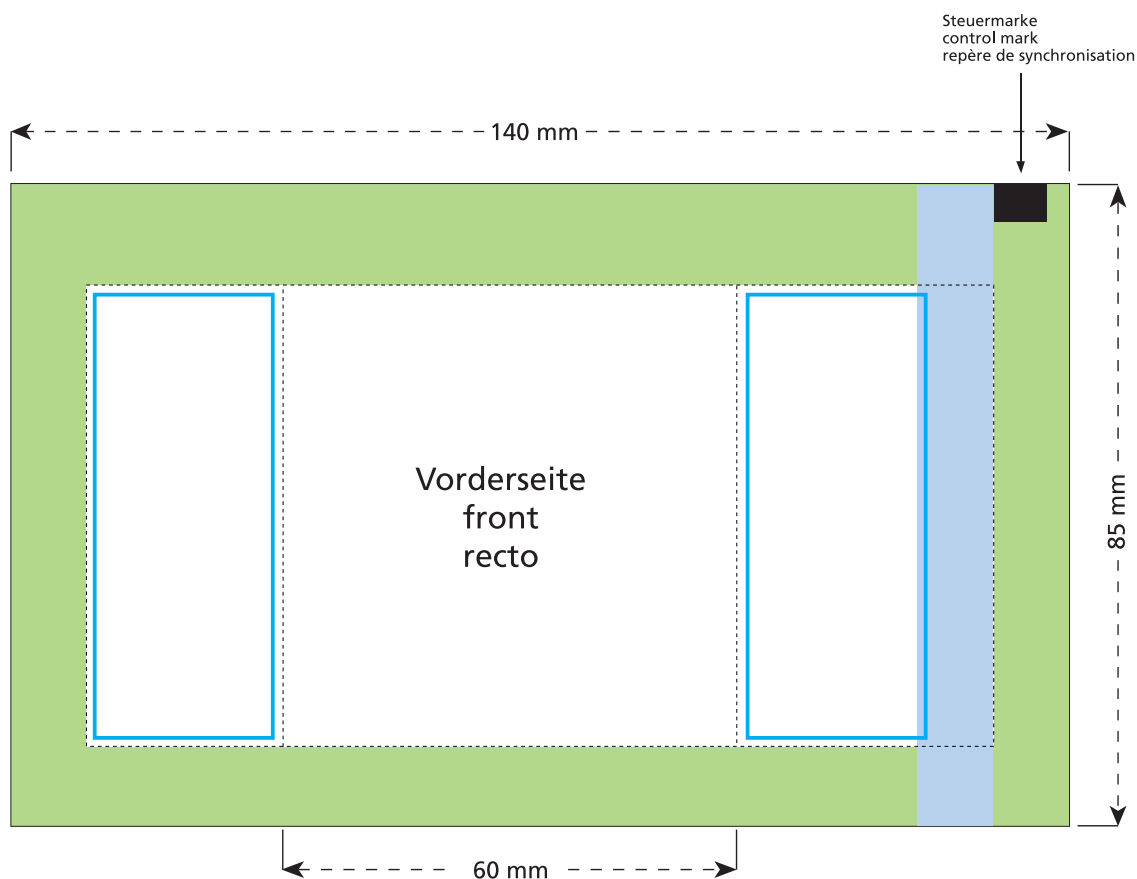 Steuermarke
control mark
repère de synchronisation
140 mm
Vorderseite
front
recto
85 mm
60 mm